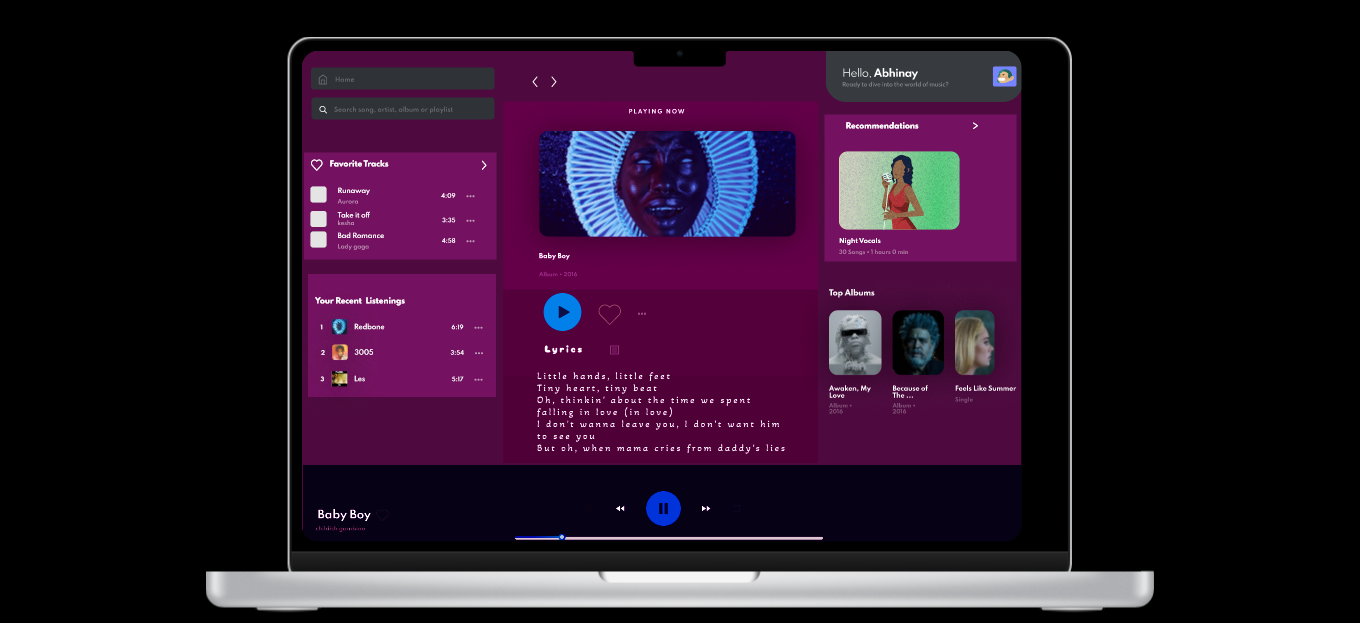 Home
Search song, artist, album or playlist
Favorite Tracks
Runaway
4:09
Aurora
Take it off
3:35
kesha
Bad Romance
4:58
Lady gaga
Your Recent Listenings
1 Redbone 6:19
2 3005 3:54
3 Les 5:17
PLAYING NOW
Baby Boy
Album • 2016
Lyrics
Little hands, little feet
Tiny heart, tiny beat
Oh, thinkin' about the time we spent
falling in love (in love)
I don't wanna leave you, I don't want him
to see you
But oh, when mama cries from daddy's lies
Hello, Abhinay
Ready to dive into the world of music?
Recommendations
Night Vocals
30 Songs • 1 hours 0 min
Top Albums
Awaken, My
Love
Album •
2016
Because of
The ...
Album •
2016
Feels Like Summer
Single
Baby Boy
childish gambino